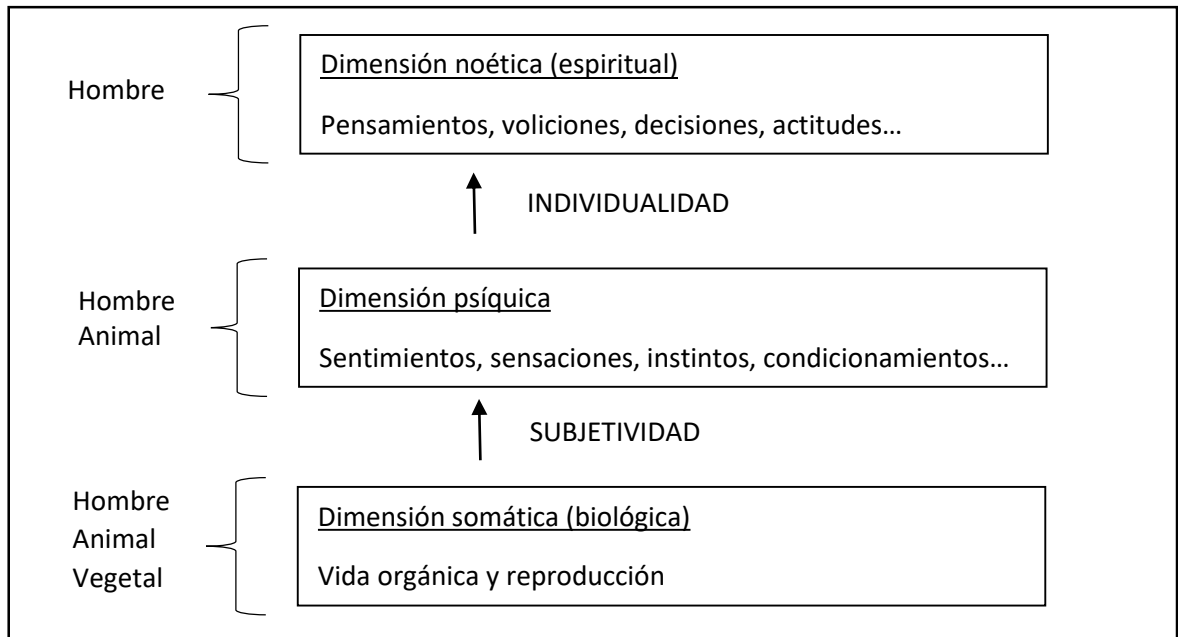 Hombre
Dimensión noética (espiritual)
Pensamientos, voliciones, decisiones, actitudes…
INDIVIDUALIDAD
Hombre
Animal
Dimensión psíquica
Sentimientos, sensaciones, instintos, condicionamientos…
SUBJETIVIDAD
Hombre
Animal
Vegetal
Dimensión somática (biológica)
Vida orgánica y reproducción